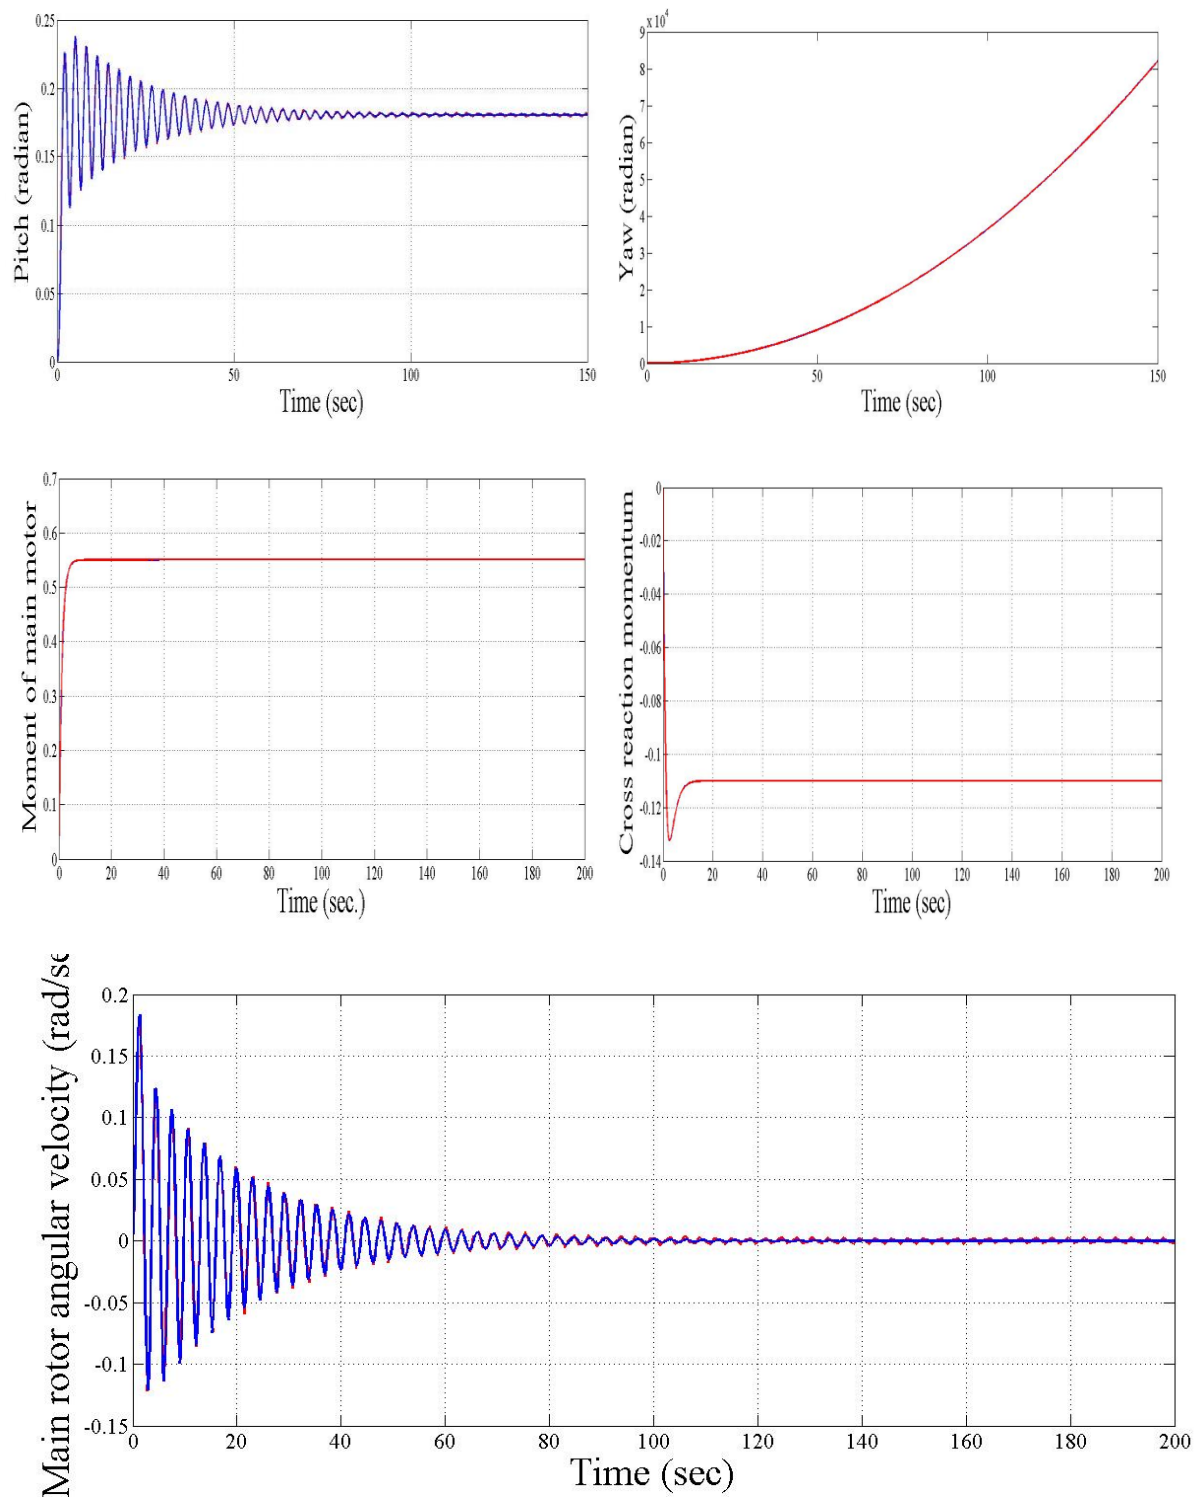 0.25
0.2
0.15
0.1
0.05
0
Pitch (radian)
0 50 100 150
Time (sec)
×10⁴
9
8
7
6
5
4
3
2
1
0
Yaw (radian)
0 50 100 150
Time (sec)
0.7
0.6
0.5
0.4
0.3
0.2
0.1
0
Moment of main motor
0 20 40 60 80 100 120 140 160 180 200
Time (sec.)
0
-0.02
-0.04
-0.06
-0.08
-0.1
-0.12
-0.14
Cross reaction momentum
0 20 40 60 80 100 120 140 160 180 200
Time (sec)
0.2
0.15
0.1
0.05
0
-0.05
-0.1
-0.15
Main rotor angular velocity (rad/se
0 20 40 60 80 100 120 140 160 180 200
Time (sec)